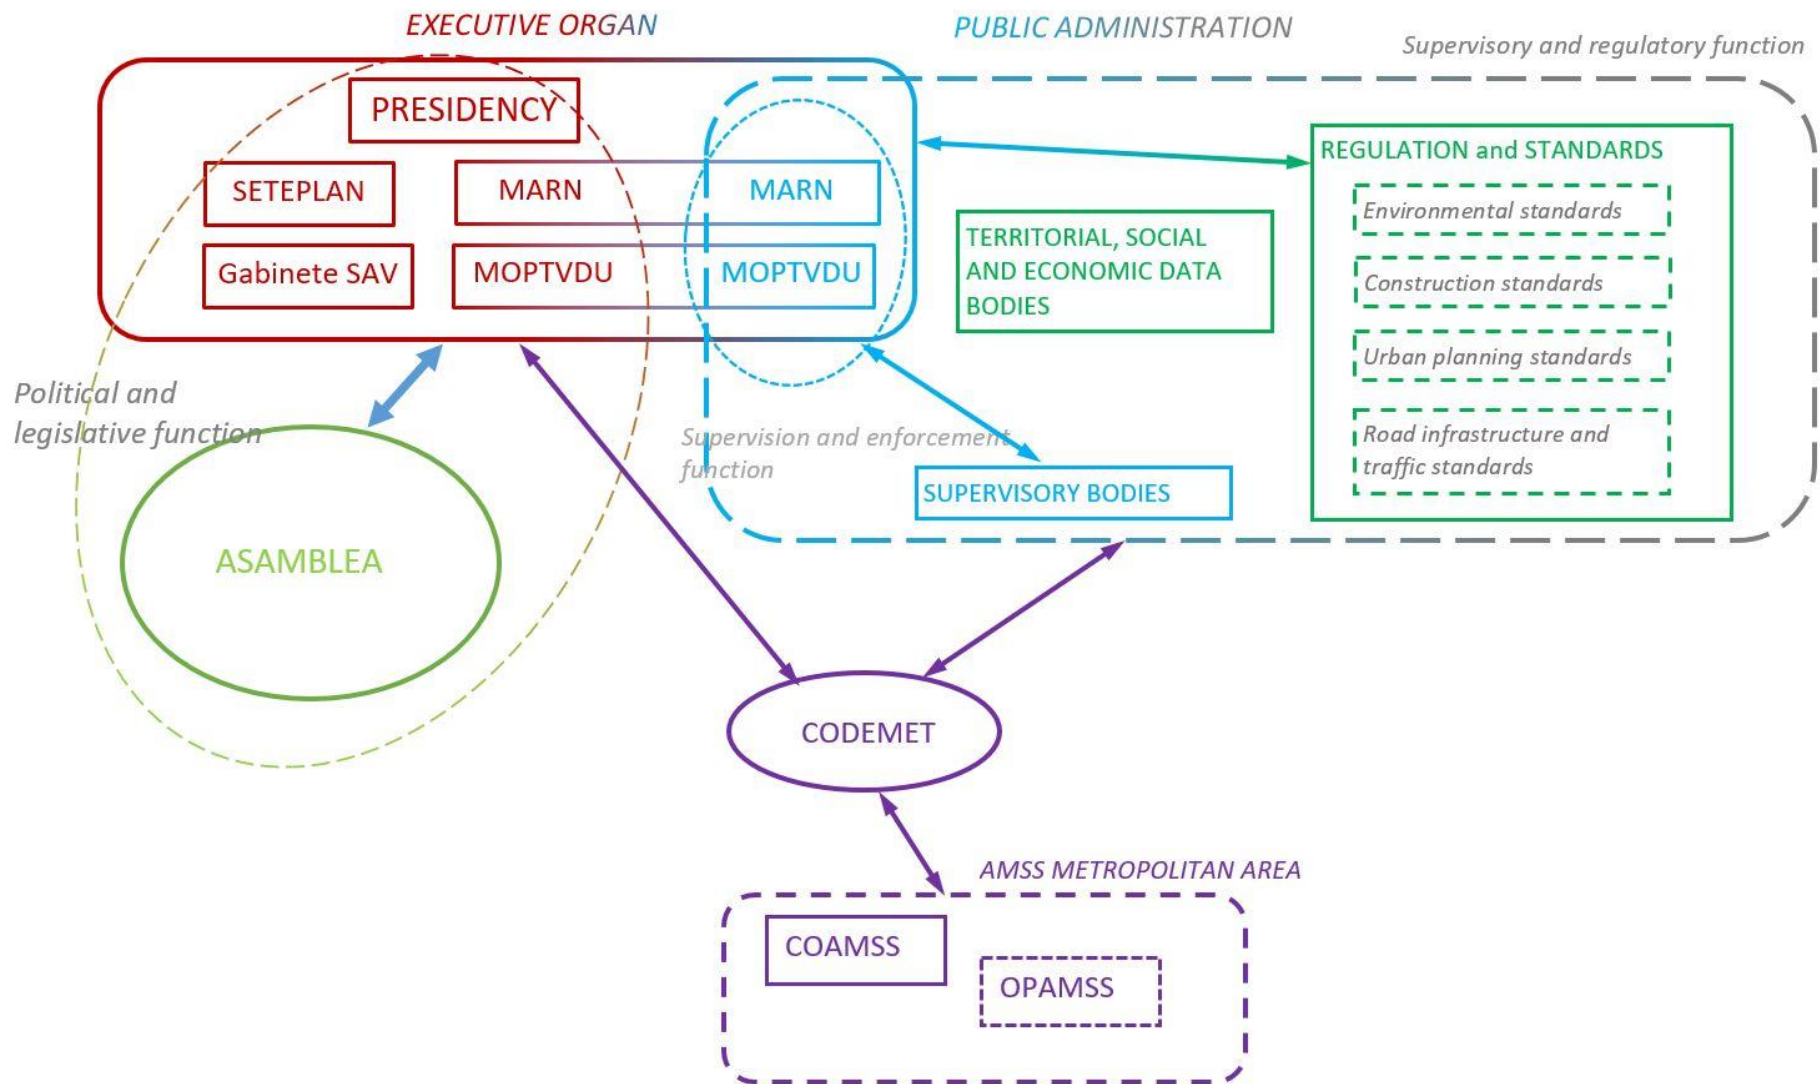 EXECUTIVE ORGAN
PUBLIC ADMINISTRATION
Supervisory and regulatory function
PRESIDENCY
SETEPLAN
MARN
MARN
Gabinete SAV
MOPTVDU
MOPTVDU
TERRITORIAL, SOCIAL
AND ECONOMIC DATA
BODIES
REGULATION and STANDARDS
Environmental standards
Construction standards
Urban planning standards
Road infrastructure and
traffic standards
Political and
legislative function
Supervision and enforcement
function
SUPERVISORY BODIES
ASAMBLEA
CODEMET
AMSS METROPOLITAN AREA
COAMSS
OPAMSS